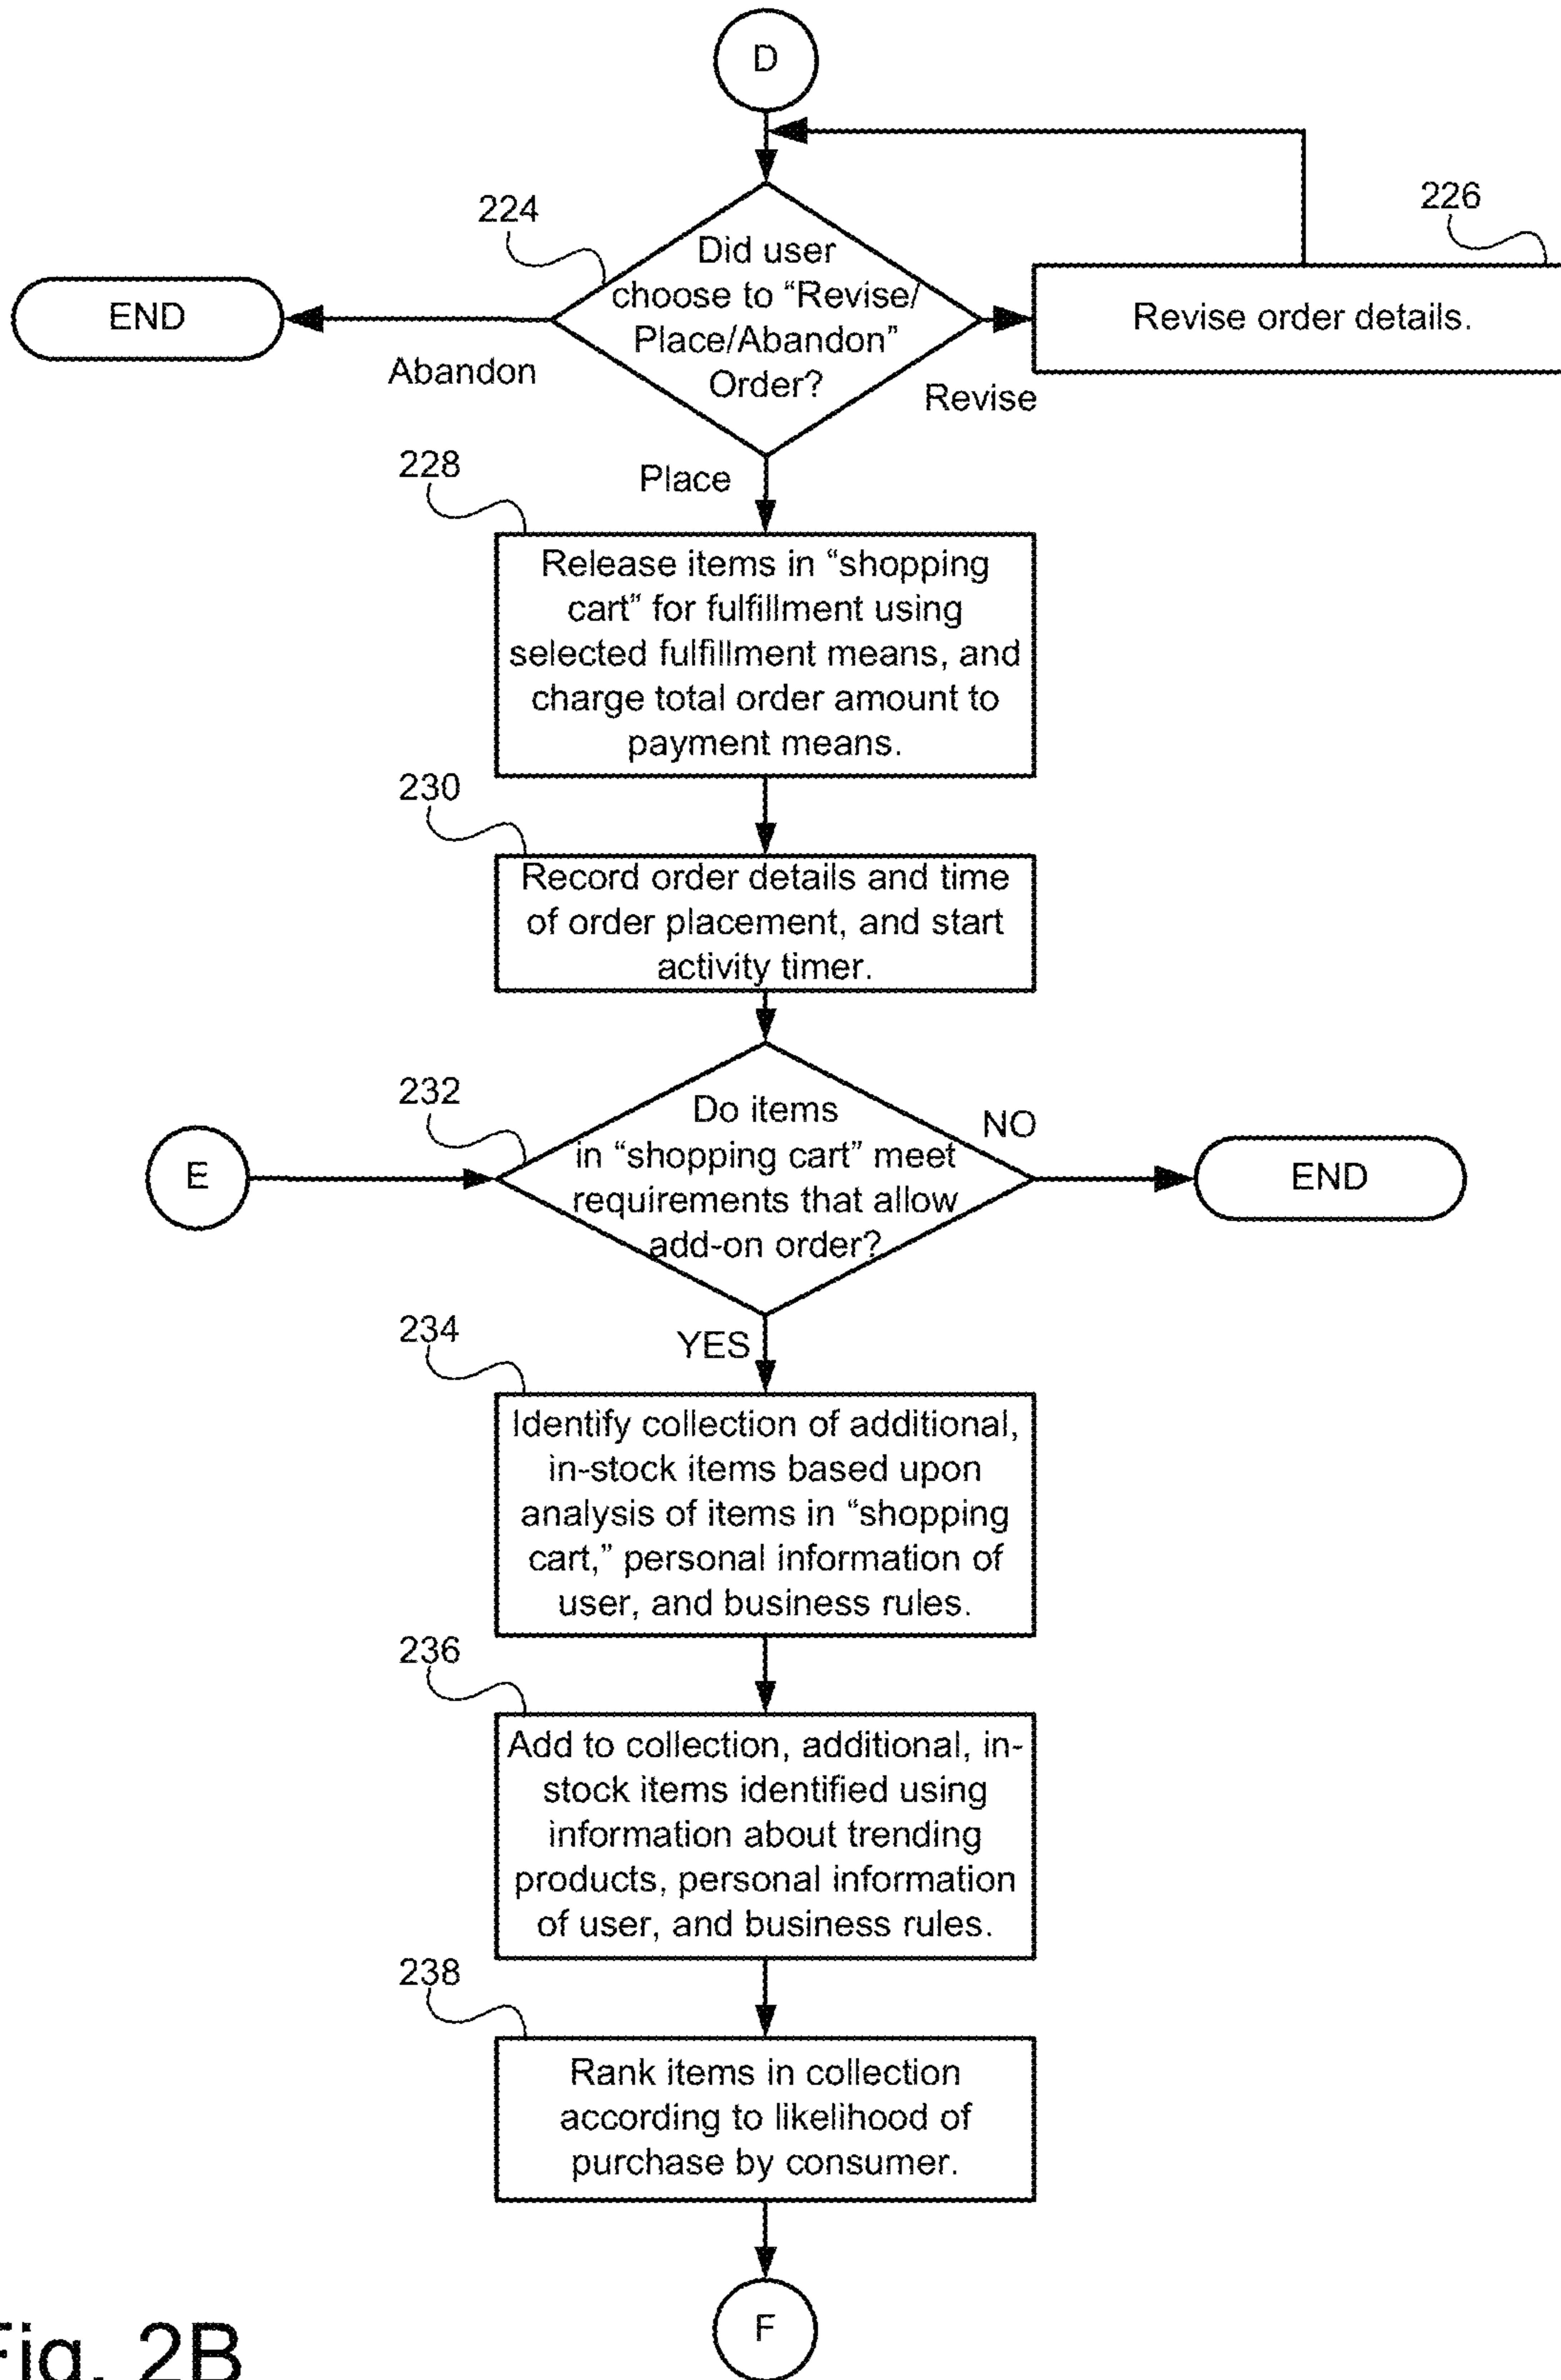 D
224
226
Did user
choose to “Revise/
Place/Abandon”
Order?
END
Revise order details.
Abandon
Revise
228
Place
Release items in “shopping
cart” for fulfillment using
selected fulfillment means, and
charge total order amount to
payment means.
230
Record order details and time
of order placement, and start
activity timer.
232
Do items
in “shopping cart” meet
requirements that allow
add-on order?
NO
E
END
234
YES
Identify collection of additional,
in-stock items based upon
analysis of items in “shopping
cart,” personal information of
user, and business rules.
236
Add to collection, additional, in-
stock items identified using
information about trending
products, personal information
of user, and business rules.
238
Rank items in collection
according to likelihood of
purchase by consumer.
F
Fig. 2B